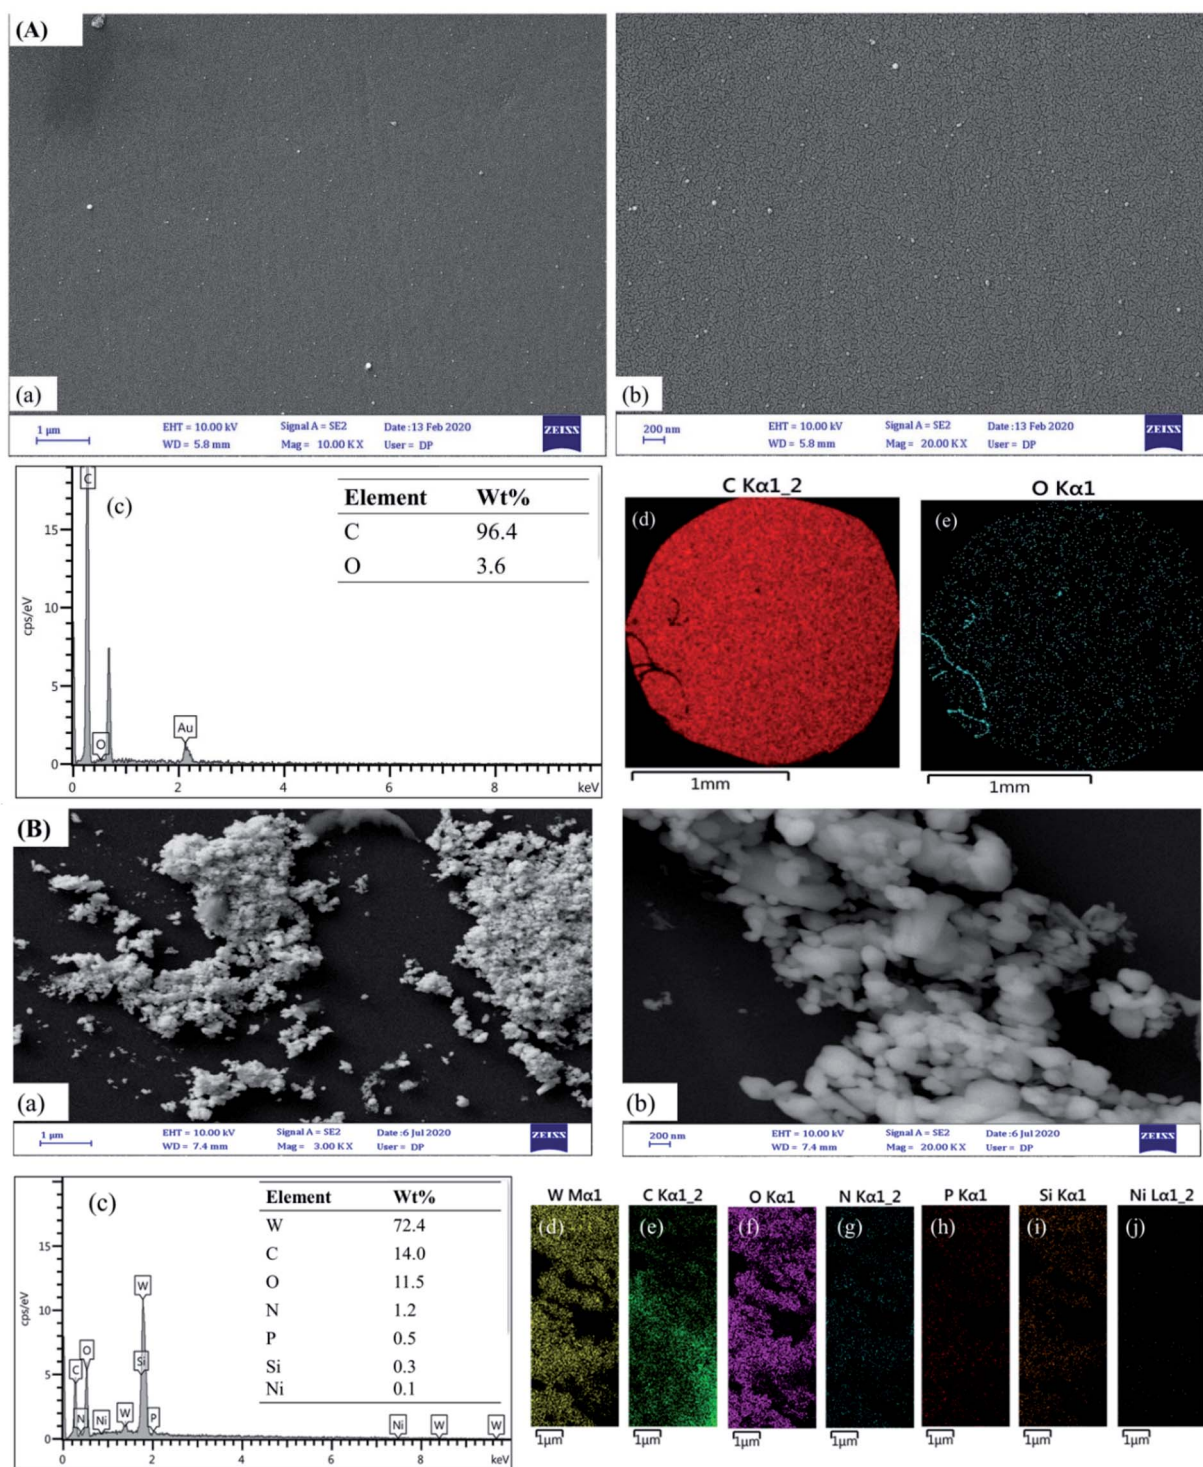 (A)
(a)
(b)
1 µm
EHT = 10.00 kV
WD = 5.8 mm
Signal A = SE2
Mag = 10.00 K X
Date :13 Feb 2020
User = DP
ZEISS
200 nm
EHT = 10.00 kV
WD = 5.8 mm
Signal A = SE2
Mag = 20.00 K X
Date :13 Feb 2020
User = DP
ZEISS
(c)
C
O
Au
cps/eV
15
10
5
0
0
2
4
6
8
keV
Element Wt%
C 96.4
O 3.6
C Kα1_2
(d)
1mm
O Kα1
(e)
1mm
(B)
(a)
(b)
1 µm
EHT = 10.00 kV
WD = 7.4 mm
Signal A = SE2
Mag = 3.00 K X
Date :6 Jul 2020
User = DP
ZEISS
200 nm
EHT = 10.00 kV
WD = 7.4 mm
Signal A = SE2
Mag = 20.00 K X
Date :6 Jul 2020
User = DP
ZEISS
(c)
cps/eV
15
10
5
0
C
O
N
Ni
W
W
Si
P
Ni
W
W
0
2
4
6
8
keV
Element Wt%
W 72.4
C 14.0
O 11.5
N 1.2
P 0.5
Si 0.3
Ni 0.1
W Mα1
C Kα1_2
O Kα1
N Kα1_2
P Kα1
Si Kα1
Ni Lα1_2
(d)
(e)
(f)
(g)
(h)
(i)
(j)
1µm
1µm
1µm
1µm
1µm
1µm
1µm